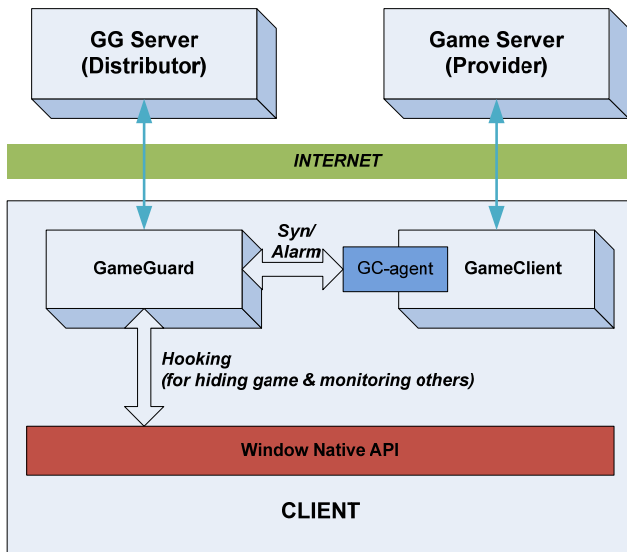 GG Server
(Distributor)
Game Server
(Provider)
INTERNET
Syn/
Alarm
GameGuard
GC-agent
GameClient
Hooking
(for hiding game & monitoring others)
Window Native API
CLIENT